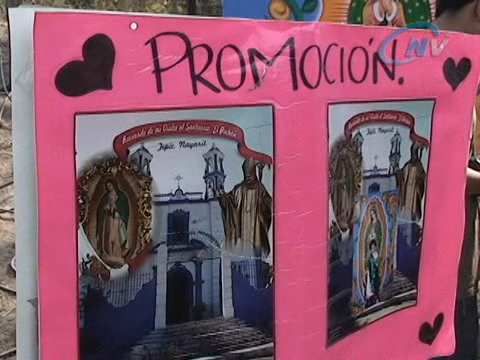 PROMOCIÓN.
CNV
Recuerdo de mi Visita al Santuario "El Pichón"
Tepic Nayarit
Recuerdo de mi Visita al Santuario "El Pichón"
Tepic Nayarit